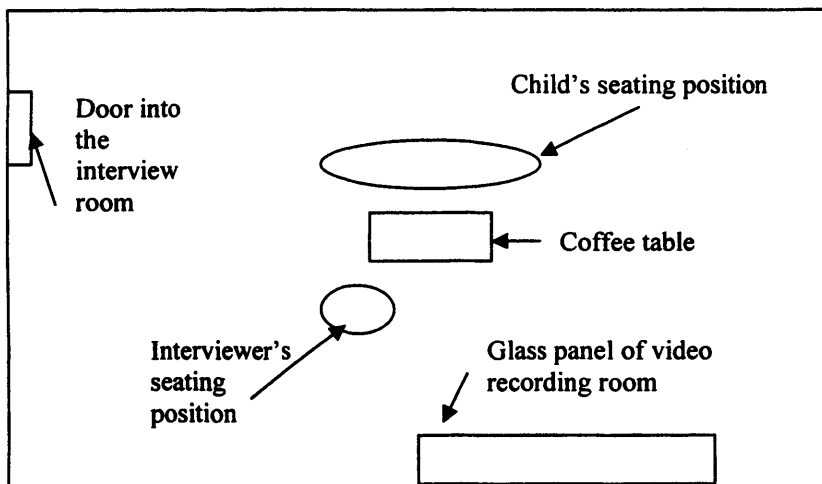 Door into
the
interview
room
Child's seating position
Coffee table
Interviewer's
seating
position
Glass panel of video
recording room